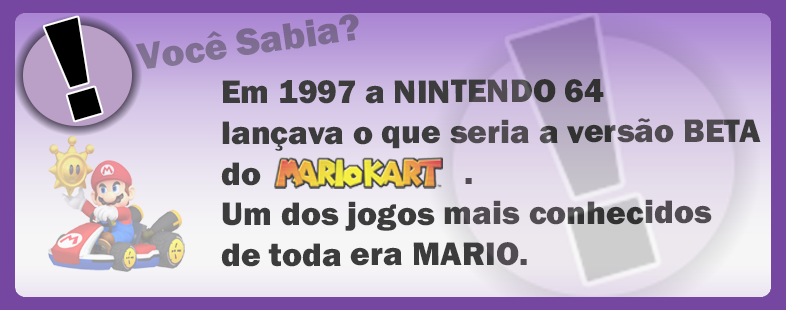 Você Sabia?
Em 1997 a NINTENDO 64
lançava o que seria a versão BETA
do MARIOKART .
Um dos jogos mais conhecidos
de toda era MARIO.